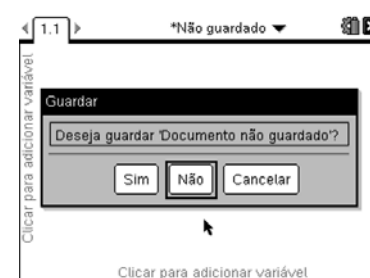 1.1 *Não guardado
Clicar para adicionar variável
Guardar
Deseja guardar 'Documento não guardado'?
Sim Não Cancelar
Clicar para adicionar variável